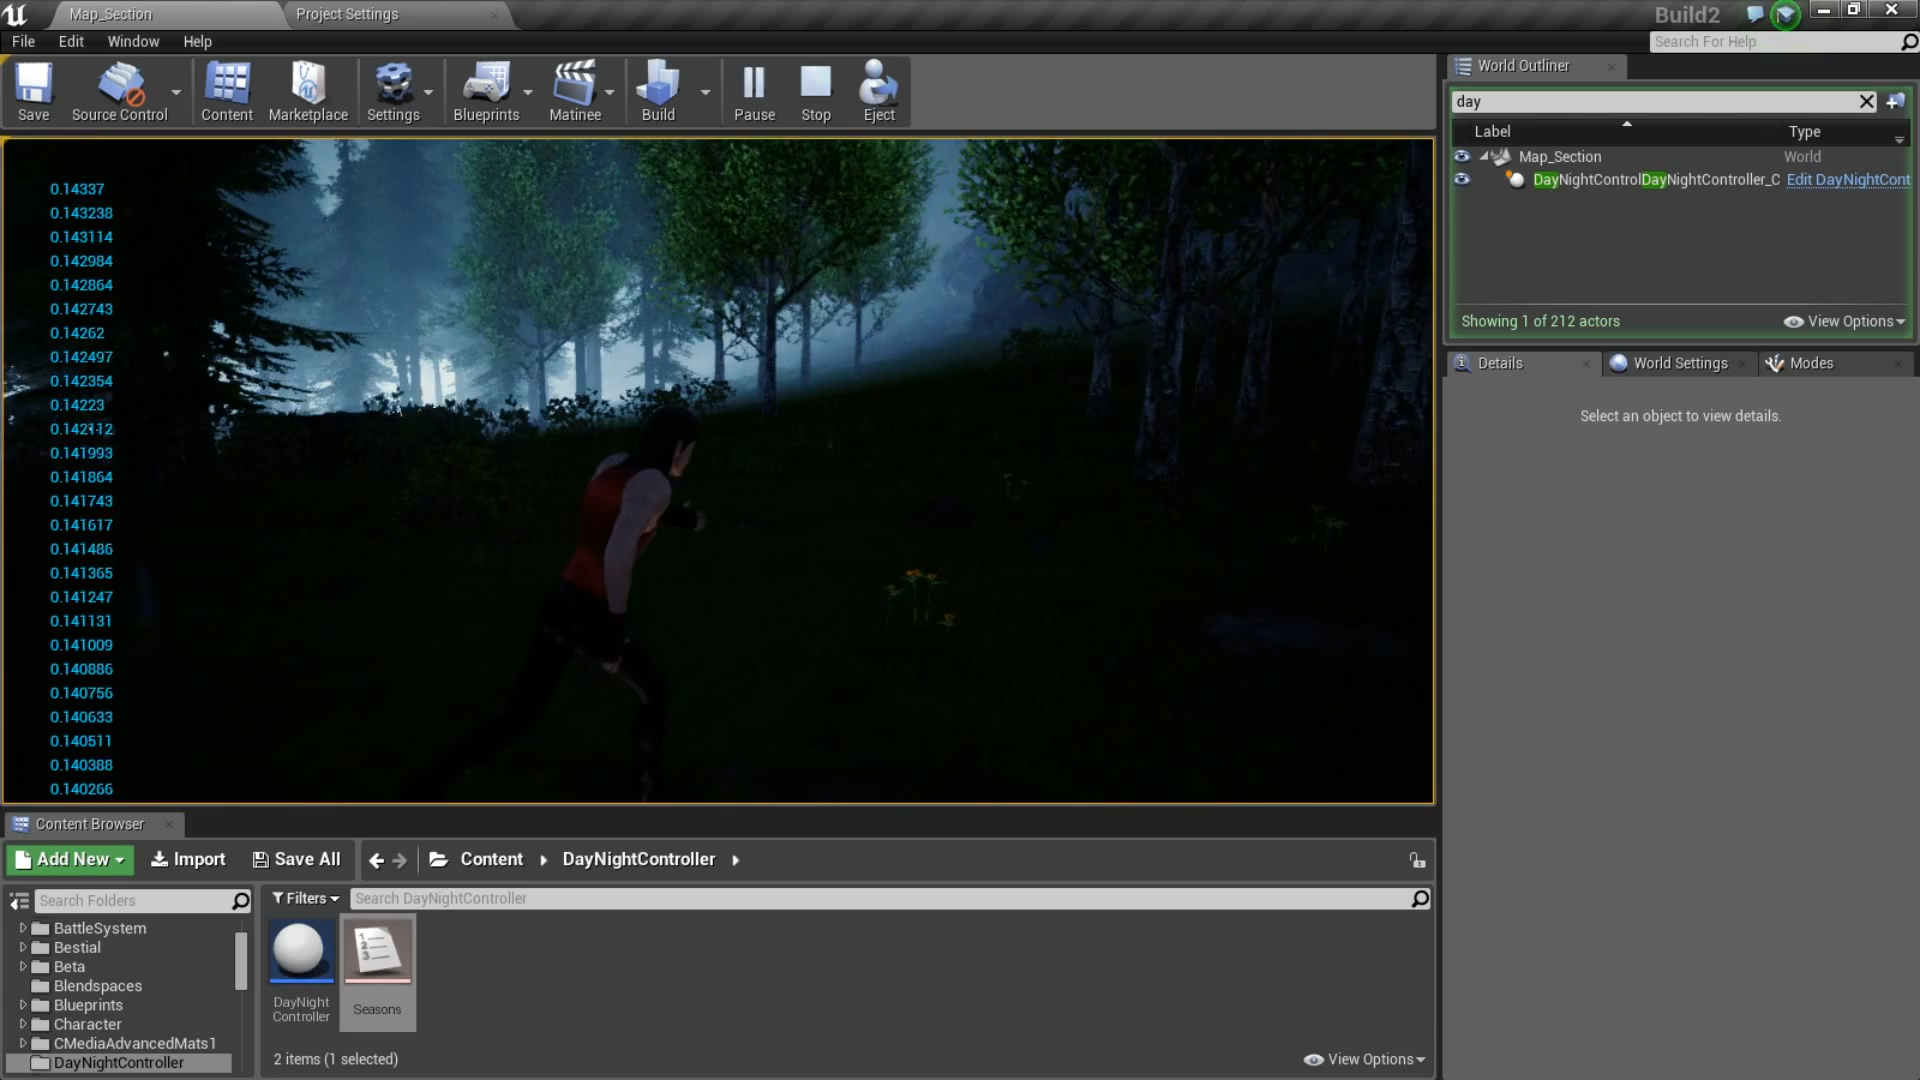 Map_Section
Project Settings
Build2
File Edit Window Help
Search For Help
Save
Source Control
Content
Marketplace
Settings
Blueprints
Matinee
Build
Pause
Stop
Eject
World Outliner
day
Label
Type
Map_Section
World
DayNightControlDayNightController_C
Edit DayNightCont
Showing 1 of 212 actors
View Options
Details
World Settings
Modes
Select an object to view details.
0.14337
0.143238
0.143114
0.142984
0.142864
0.142743
0.14262
0.142497
0.142354
0.14223
0.142112
0.141993
0.141864
0.141743
0.141617
0.141486
0.141365
0.141247
0.141131
0.141009
0.140886
0.140756
0.140633
0.140511
0.140388
0.140266
Content Browser
Add New
Import
Save All
Content
DayNightController
Search Folders
Filters
Search DayNightController
BattleSystem
Bestial
Beta
Blendspaces
Blueprints
Character
CMediaAdvancedMats1
DayNightController
DayNight
Controller
1
2
3
Seasons
2 items (1 selected)
View Options